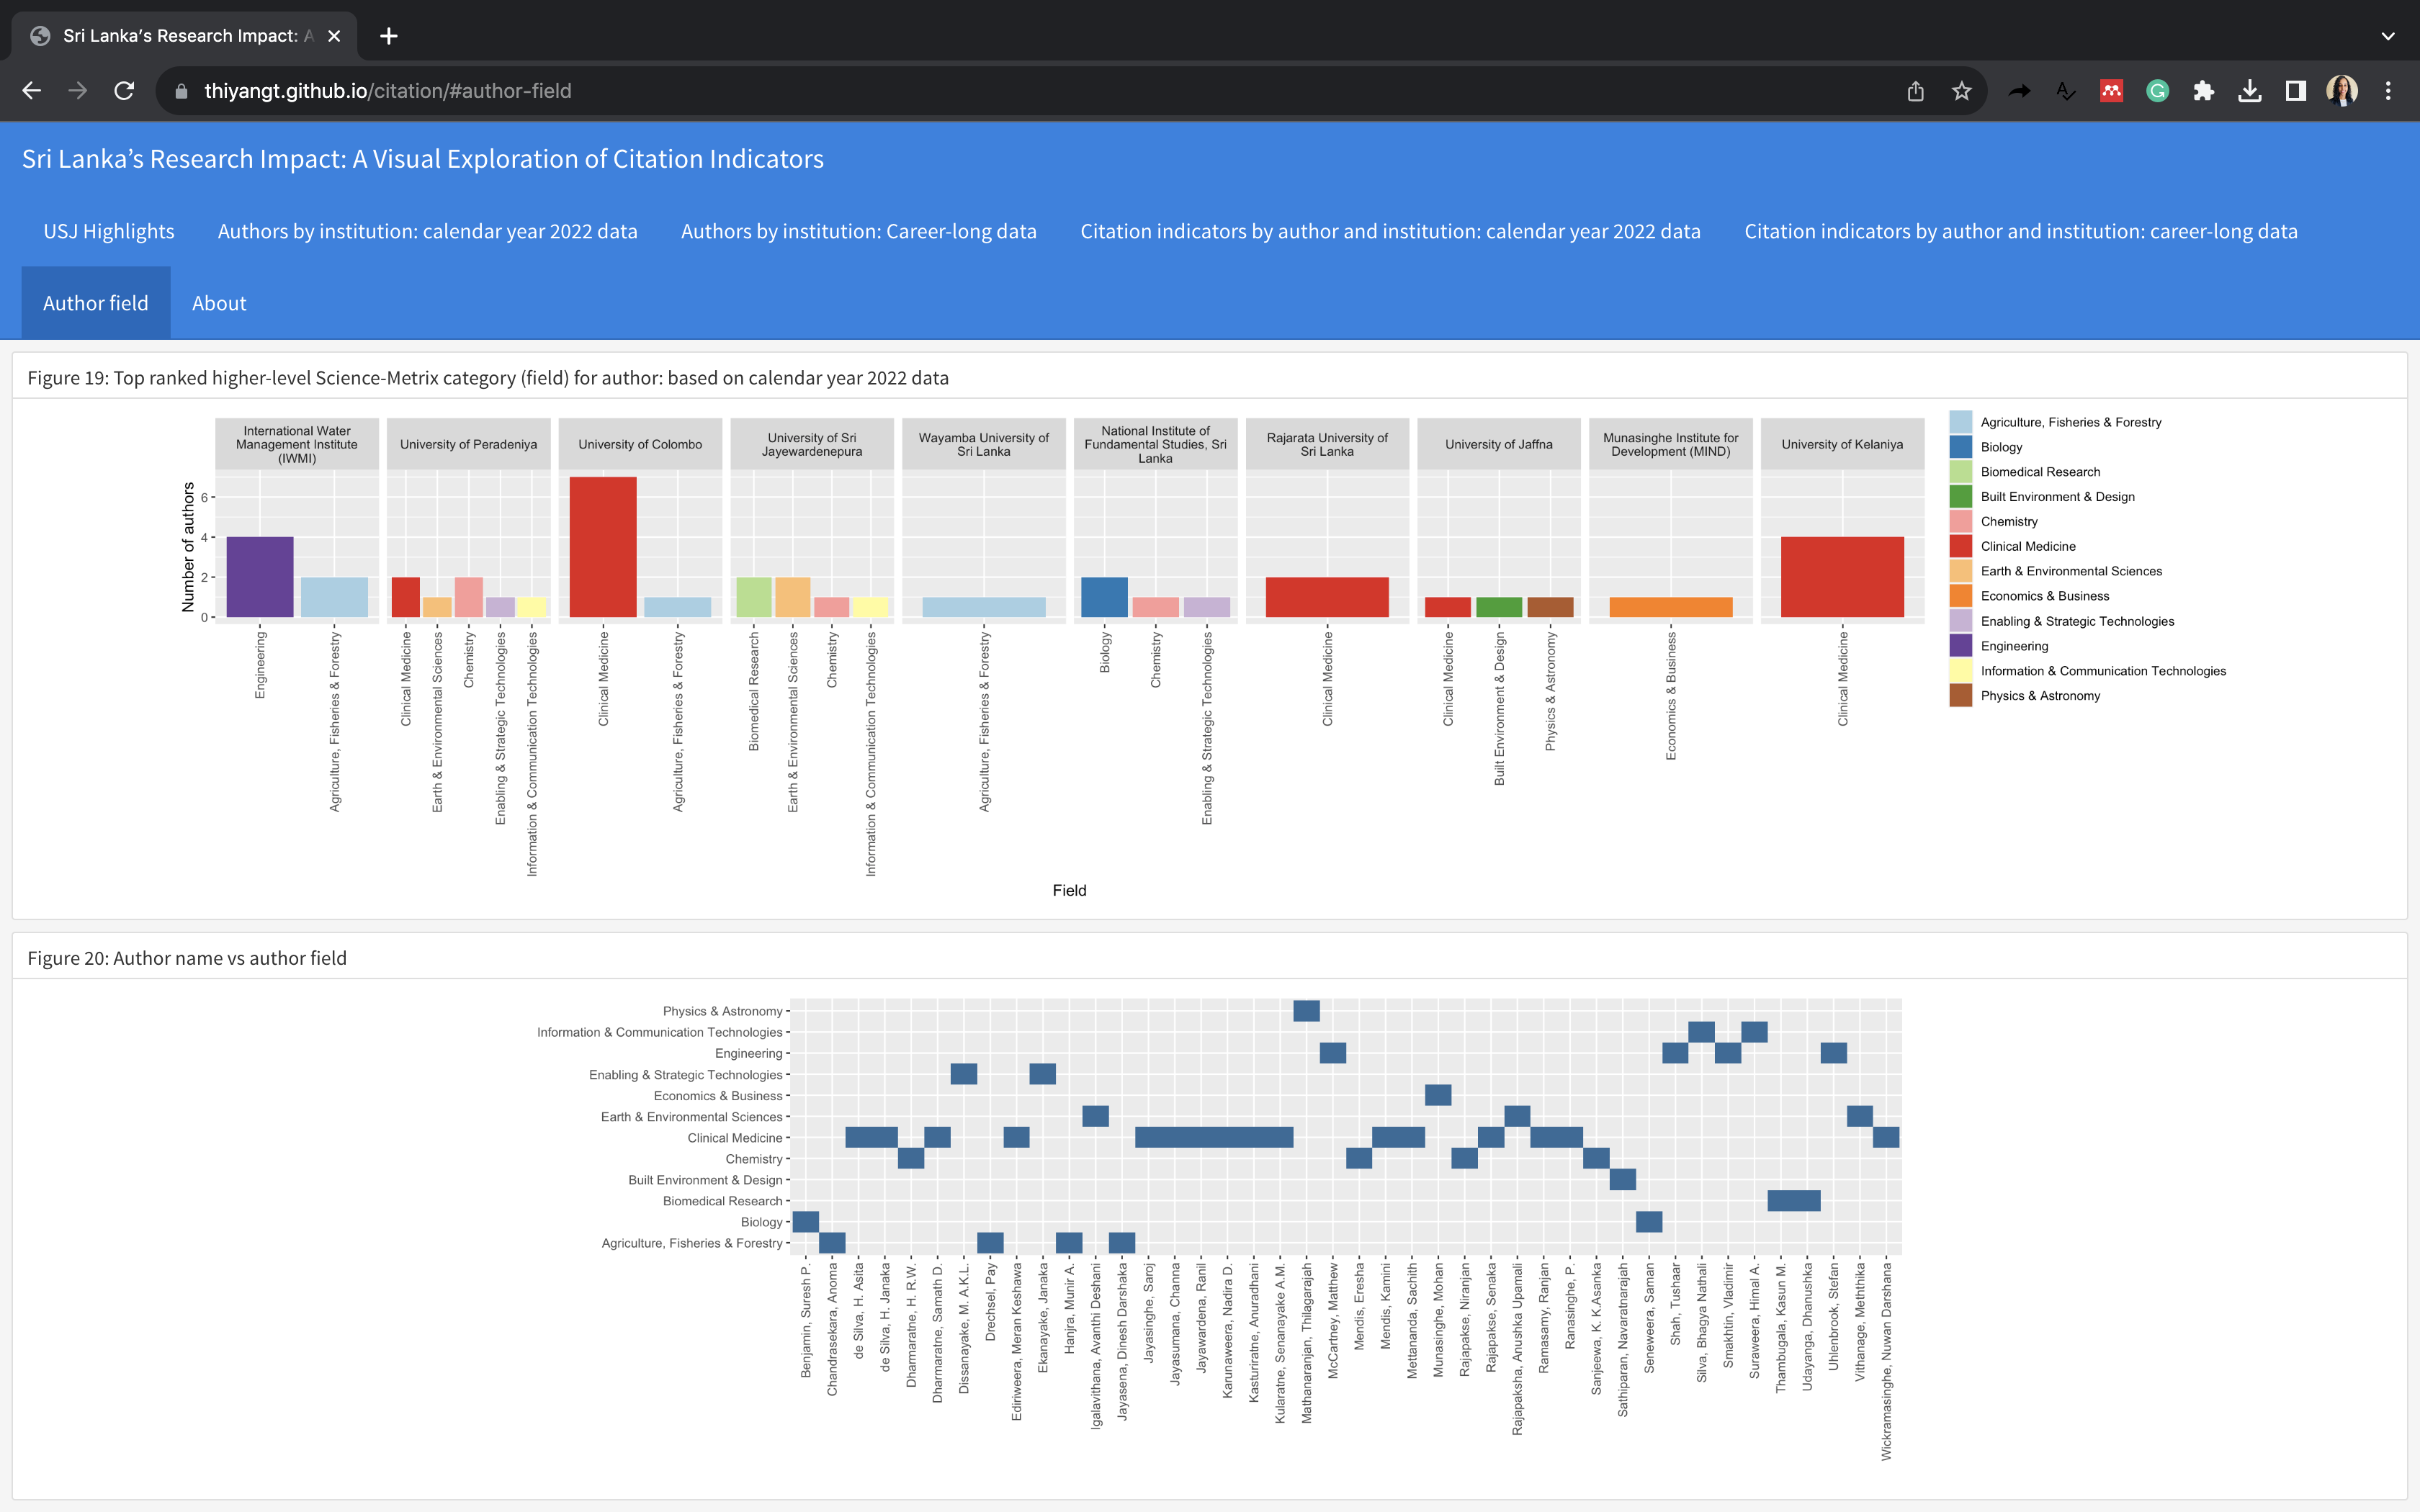 Sri Lanka’s Research Impact: A
thiyangt.github.io/citation/#author-field
Sri Lanka’s Research Impact: A Visual Exploration of Citation Indicators
USJ Highlights
Authors by institution: calendar year 2022 data
Authors by institution: Career-long data
Citation indicators by author and institution: calendar year 2022 data
Citation indicators by author and institution: career-long data
Author field
About
Figure 19: Top ranked higher-level Science-Metrix category (field) for author: based on calendar year 2022 data
International Water
Management Institute
(IWMI)
University of Peradeniya
University of Colombo
University of Sri
Jayewardenepura
Wayamba University of
Sri Lanka
National Institute of
Fundamental Studies, Sri
Lanka
Rajarata University of
Sri Lanka
University of Jaffna
Munasinghe Institute for
Development (MIND)
University of Kelaniya
Number of authors
6
4
2
0
Engineering
Agriculture, Fisheries & Forestry
Clinical Medicine
Earth & Environmental Sciences
Chemistry
Enabling & Strategic Technologies
Information & Communication Technologies
Clinical Medicine
Agriculture, Fisheries & Forestry
Biomedical Research
Earth & Environmental Sciences
Chemistry
Information & Communication Technologies
Agriculture, Fisheries & Forestry
Biology
Chemistry
Enabling & Strategic Technologies
Clinical Medicine
Clinical Medicine
Built Environment & Design
Physics & Astronomy
Economics & Business
Clinical Medicine
Field
Agriculture, Fisheries & Forestry
Biology
Biomedical Research
Built Environment & Design
Chemistry
Clinical Medicine
Earth & Environmental Sciences
Economics & Business
Enabling & Strategic Technologies
Engineering
Information & Communication Technologies
Physics & Astronomy
Figure 20: Author name vs author field
Physics & Astronomy
Information & Communication Technologies
Engineering
Enabling & Strategic Technologies
Economics & Business
Earth & Environmental Sciences
Clinical Medicine
Chemistry
Built Environment & Design
Biomedical Research
Biology
Agriculture, Fisheries & Forestry
Benjamin, Suresh P.
Chandrasekara, Anoma
de Silva, H. Asita
de Silva, H. Janaka
Dharmaratne, H. R.W.
Dharmaratne, Samath D.
Dissanayake, M. A.K.L.
Drechsel, Pay
Ediriweera, Meran Keshawa
Ekanayake, Janaka
Hanjra, Munir A.
Igalavithana, Avanthi Deshani
Jayasena, Dinesh Darshaka
Jayasinghe, Saroj
Jayasumana, Channa
Jayawardena, Ranil
Karunaweera, Nadira D.
Kasturiratne, Anuradhani
Kularatne, Senanayake A.M.
Mathanaranjan, Thilagarajah
McCartney, Matthew
Mendis, Eresha
Mendis, Kamini
Mettananda, Sachith
Munasinghe, Mohan
Rajapakse, Niranjan
Rajapakse, Senaka
Rajapaksha, Anushka Upamali
Ramasamy, Ranjan
Ranasinghe, P.
Sanjeewa, K. K.Asanka
Sathiparan, Navaratnarajah
Seneweera, Saman
Shah, Tushaar
Silva, Bhagya Nathali
Smakhtin, Vladimir
Suraweera, Himal A.
Thambugala, Kasun M.
Udayanga, Dhanushka
Uhlenbrook, Stefan
Vithanage, Meththika
Wickramasinghe, Nuwan Darshana